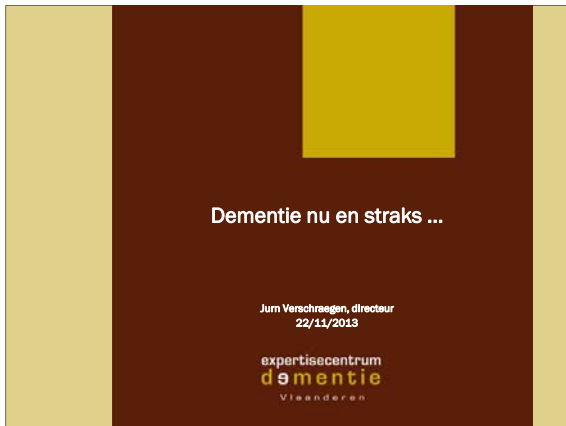 Dementie nu en straks ...
Jurn Verschraegen, directeur
22/11/2013
expertisecentrum
dementie
Vlaanderen